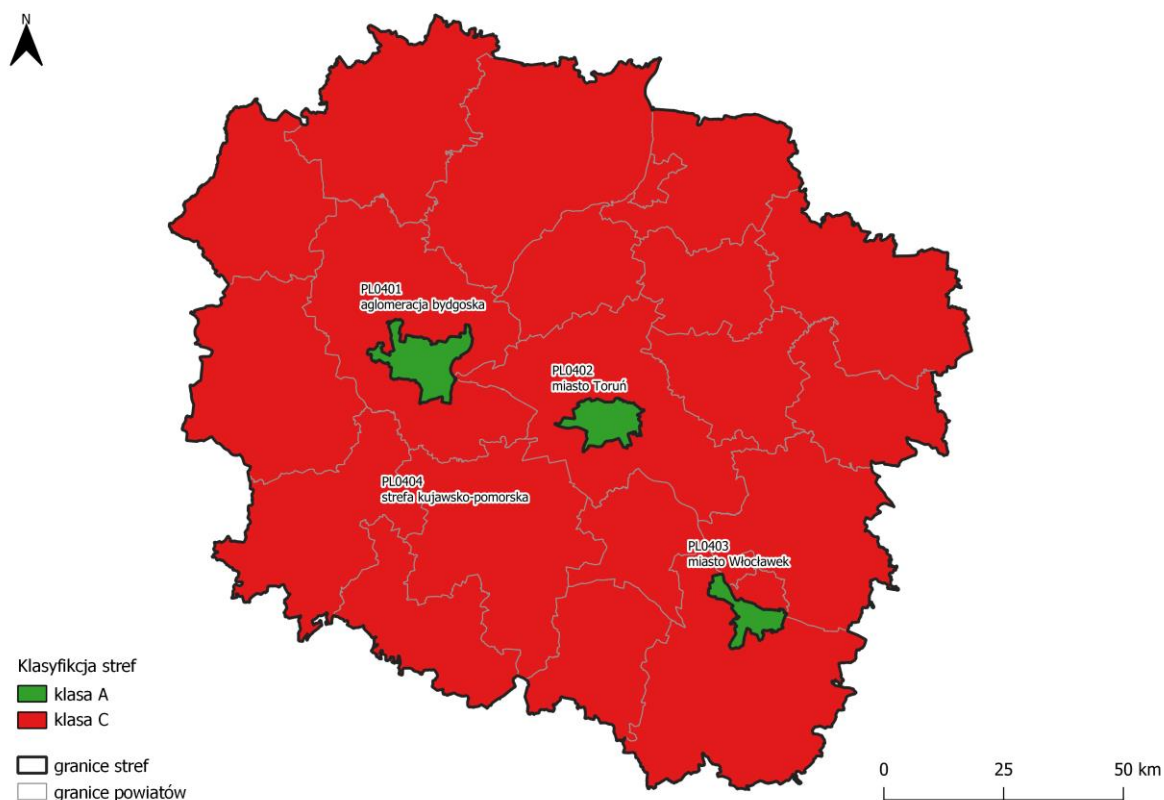 N
PL0401
aglomeracja bydgoska
PL0402
miasto Toruń
PL0404
strefa kujawsko-pomorska
PL0403
miasto Włocławek
Klasyfikcja stref
klasa A
klasa C
granice stref
granice powiatów
0 25 50 km